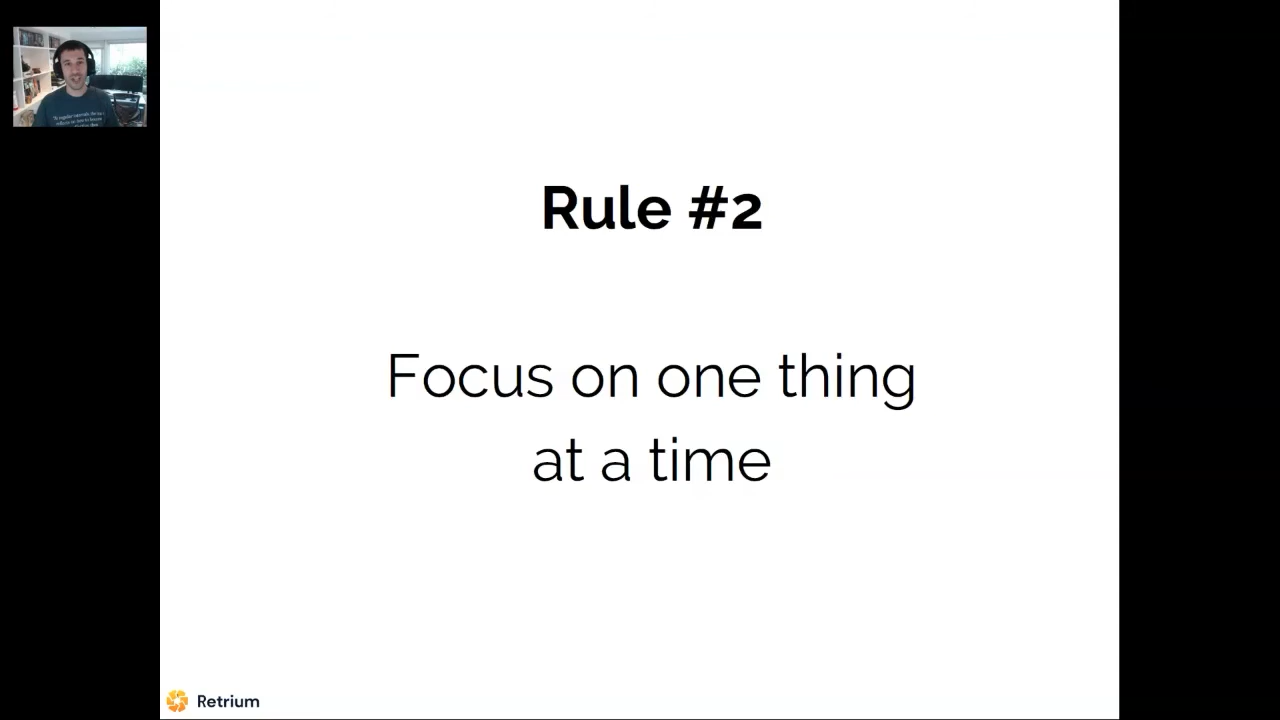 Rule #2
Focus on one thing
at a time
Retrium